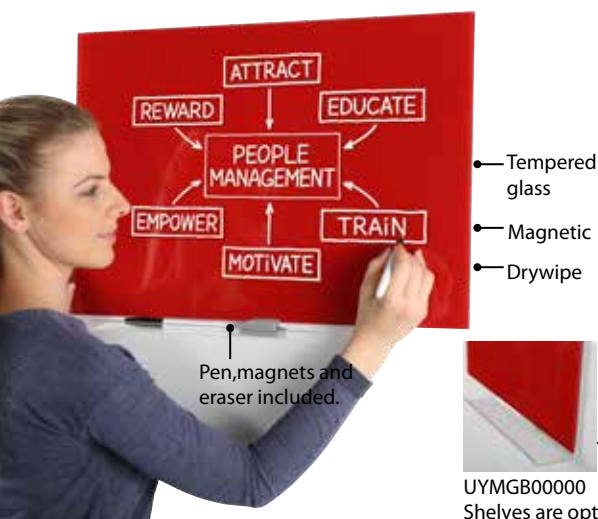 ATTRACT
REWARD
EDUCATE
PEOPLE
MANAGEMENT
EMPOWER
TRAiN
MOTiVATE
Tempered
glass
Magnetic
Drywipe
Pen,magnets and
eraser included.
UYMGB00000
Shelves are opt